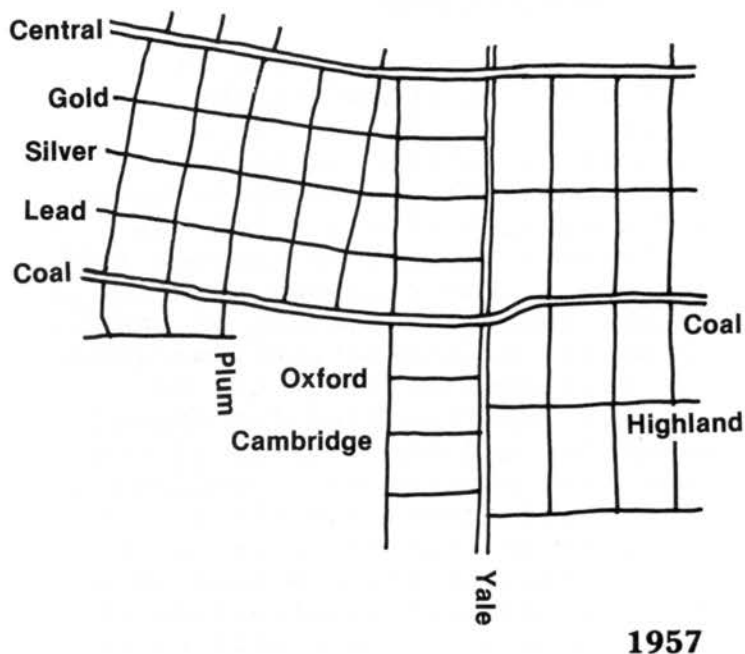 Central
Gold
Silver
Lead
Coal
Coal
Plum
Oxford
Highland
Cambridge
Yale
1957